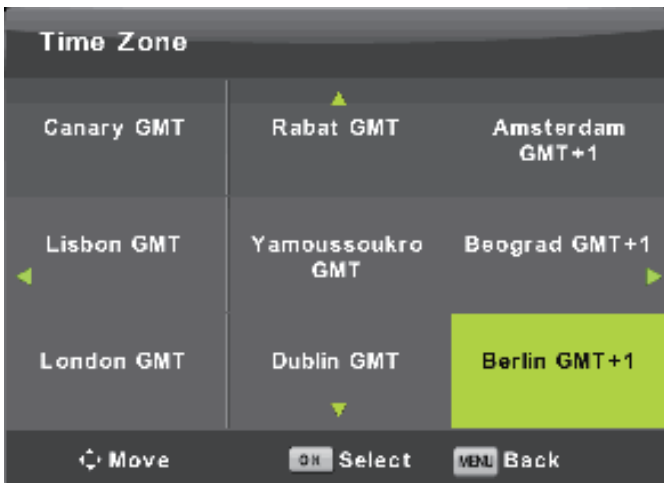 Time Zone
Canary GMT
Rabat GMT
Amsterdam
GMT+1
Lisbon GMT
Yamoussoukro
GMT
Beograd GMT+1
London GMT
Dublin GMT
Berlin GMT+1
Move
OK Select
MENU Back